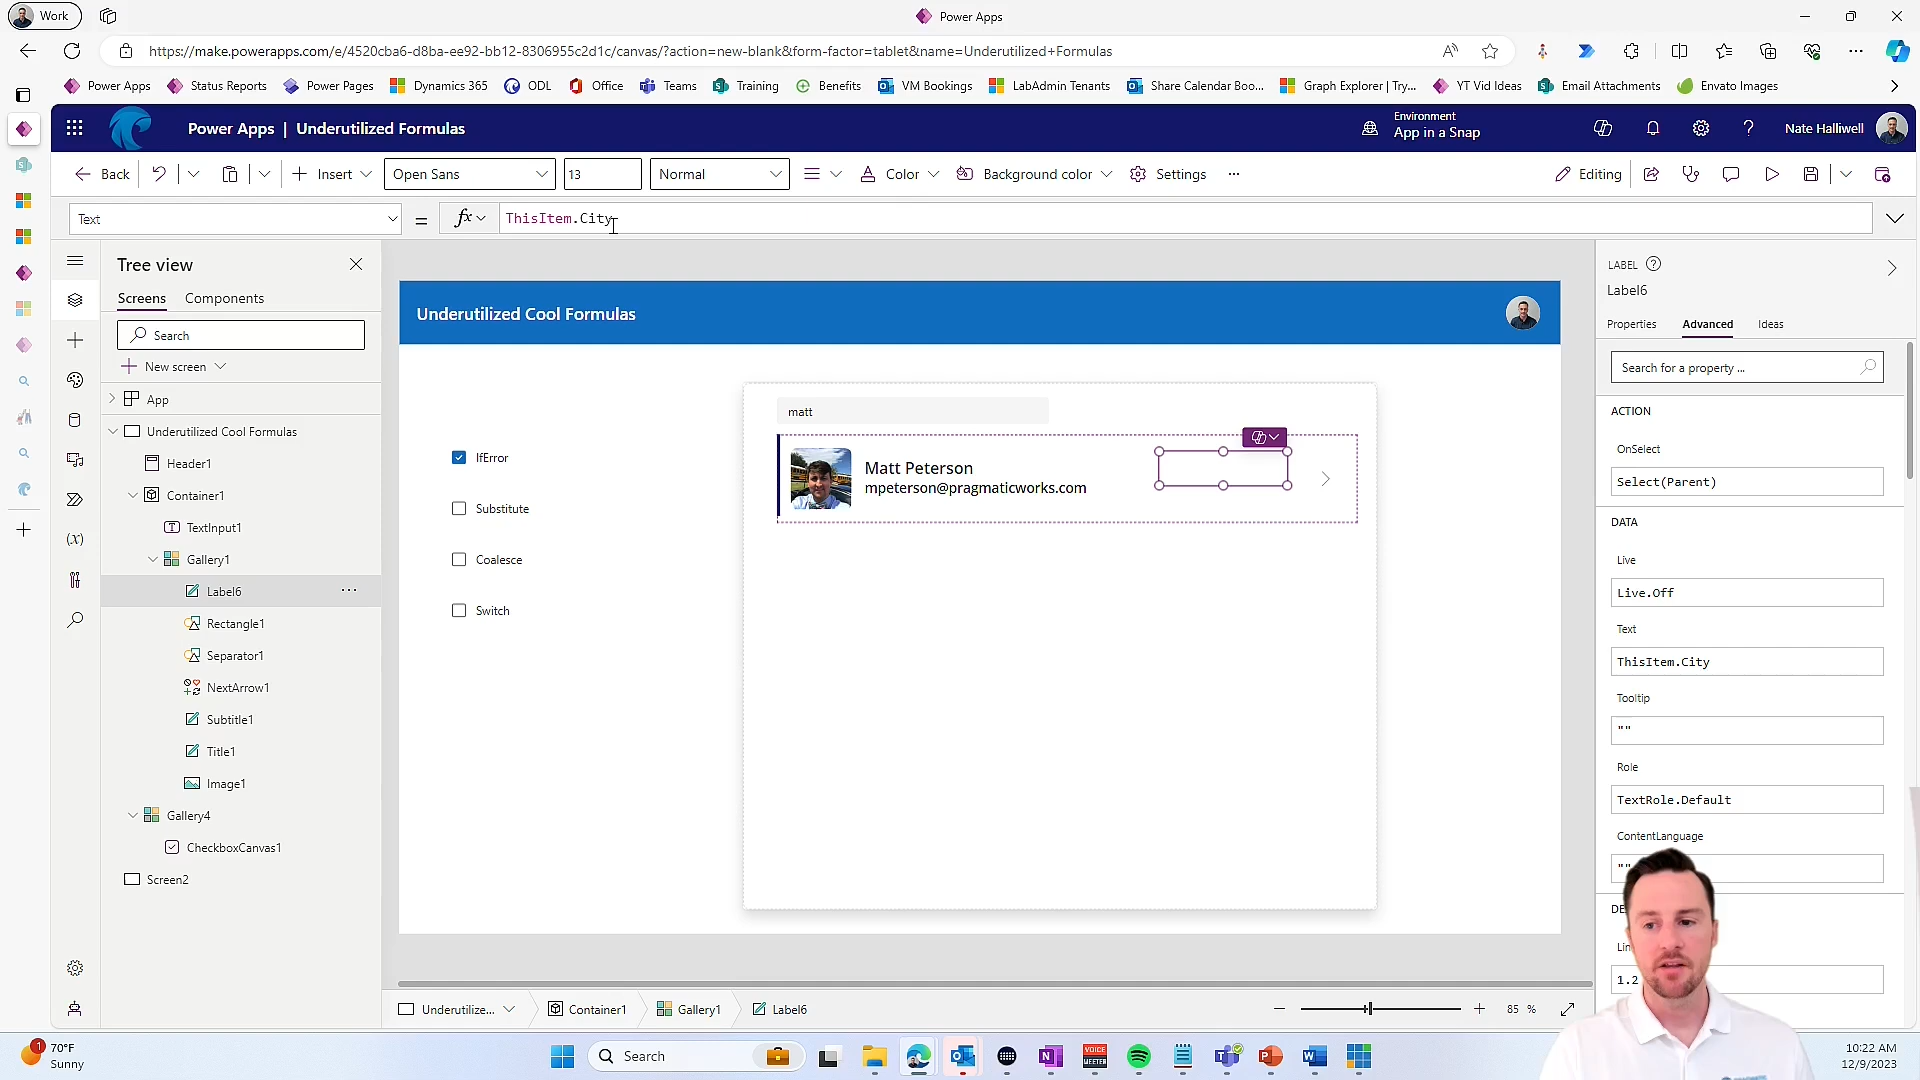 Work
Power Apps
https://make.powerapps.com/e/4520cba6-d8ba-ee92-bb12-8306955c2d1c/canvas/?action=new-blank&form-factor=tablet&name=Underutilized+Formulas
Power Apps
Status Reports
Power Pages
Dynamics 365
ODL
Office
Teams
Training
Benefits
VM Bookings
LabAdmin Tenants
Share Calendar Boo...
Graph Explorer | Try...
YT Vid Ideas
Email Attachments
Envato Images
Power Apps | Underutilized Formulas
Environment
App in a Snap
Nate Halliwell
Back
Insert
Open Sans
13
Normal
Color
Background color
Settings
Editing
Text
=
fx
ThisItem.City
Tree view
Screens
Components
Search
New screen
App
Underutilized Cool Formulas
Header1
Container1
TextInput1
Gallery1
Label6
Rectangle1
Separator1
NextArrow1
Subtitle1
Title1
Image1
Gallery4
CheckboxCanvas1
Screen2
Underutilized Cool Formulas
IfError
Substitute
Coalesce
Switch
matt
Matt Peterson
mpeterson@pragmaticworks.com
LABEL
Label6
Properties
Advanced
Ideas
Search for a property ...
ACTION
OnSelect
Select(Parent)
DATA
Live
Live.Off
Text
ThisItem.City
Tooltip
""
Role
TextRole.Default
ContentLanguage
""
1.2
Underutilize...
Container1
Gallery1
Label6
85 %
1
70°F
Sunny
Search
VOICE
MEETER
10:22 AM
12/9/2023